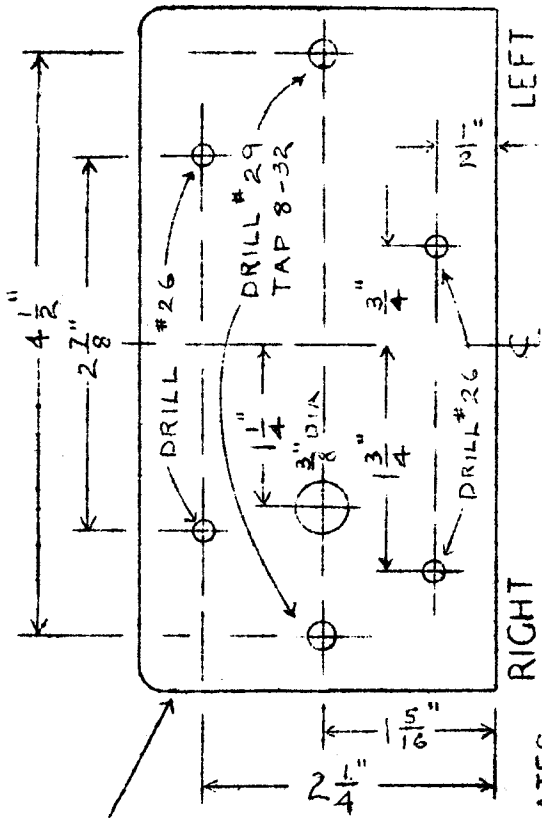 4 1/2"
2 7/8"
DRILL #26
DRILL #29
TAP 8-32
1 1/4"
3/8 DIA
3/4"
1 3/4"
1/2"
2 1/4"
1 5/16"
DRILL #26
℄
RIGHT
LEFT